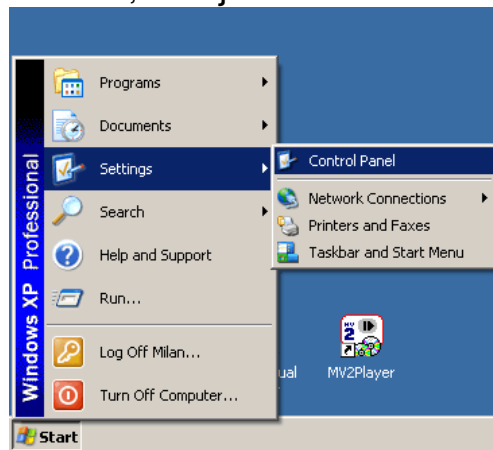 Programs
Documents
Settings
Search
Help and Support
Run...
Log Off Milan...
Turn Off Computer...
Windows XP Professional
Control Panel
Network Connections
Printers and Faxes
Taskbar and Start Menu
MV2Player
Start